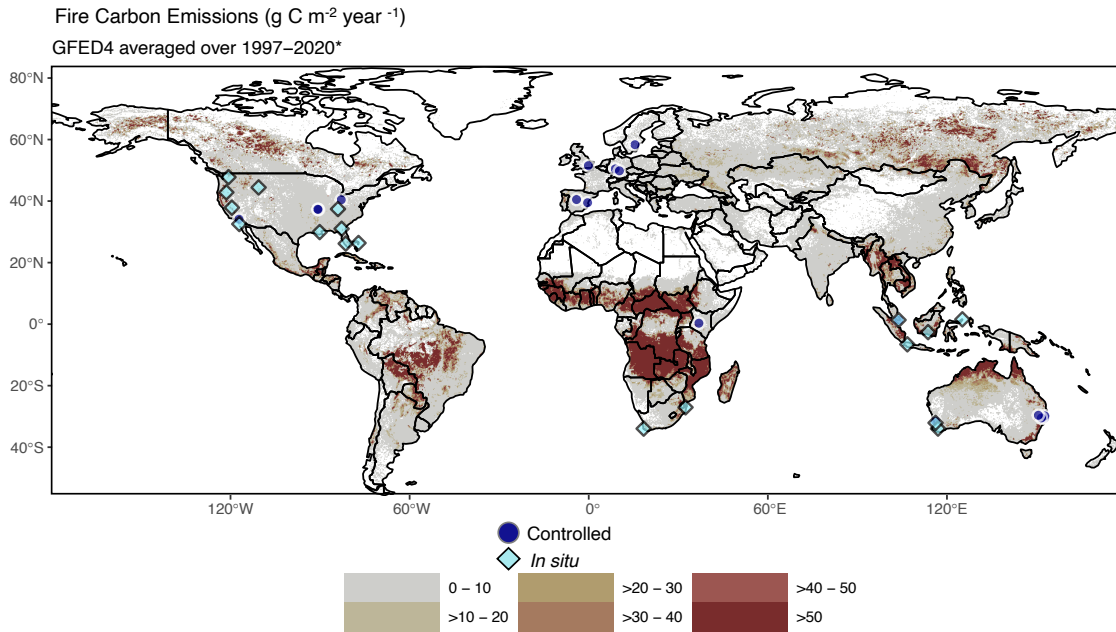 Fire Carbon Emissions (g C m-2 year -1)
GFED4 averaged over 1997−2020*
80°N
60°N
40°N
20°N
0°
20°S
40°S
120°W 60°W 0° 60°E 120°E
Controlled
In situ
0 − 10 >20 − 30 >40 − 50
>10 − 20 >30 − 40 >50